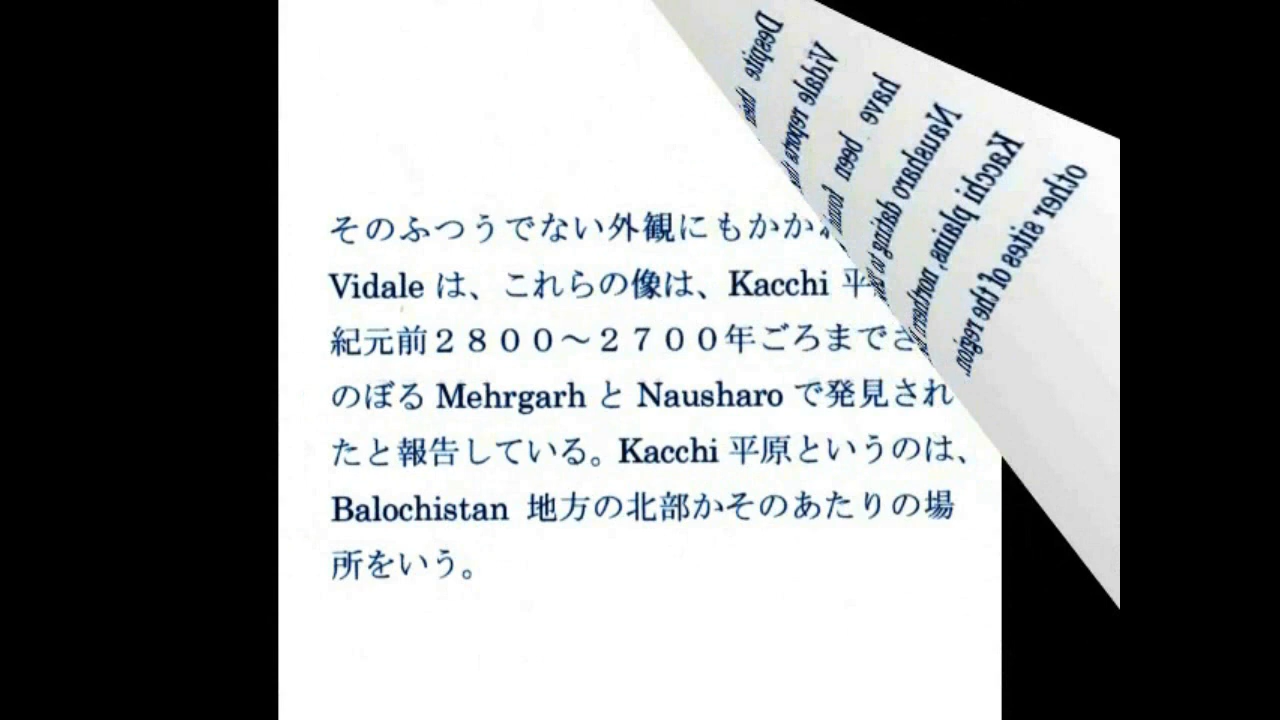 そのふつうでない外観にもかか
Vidale は、これらの像は、Kacchi 平
紀元前２８００～２７００年ごろまでさ
のぼる Mehrgarh と Nausharo で発見され
たと報告している。Kacchi 平原というのは、
Balochistan 地方の北部かそのあたりの場
所をいう。
Despite their
Vidale reports
have been found
Nausharo dating to
Kacchi plains, northern
other sites of the region.